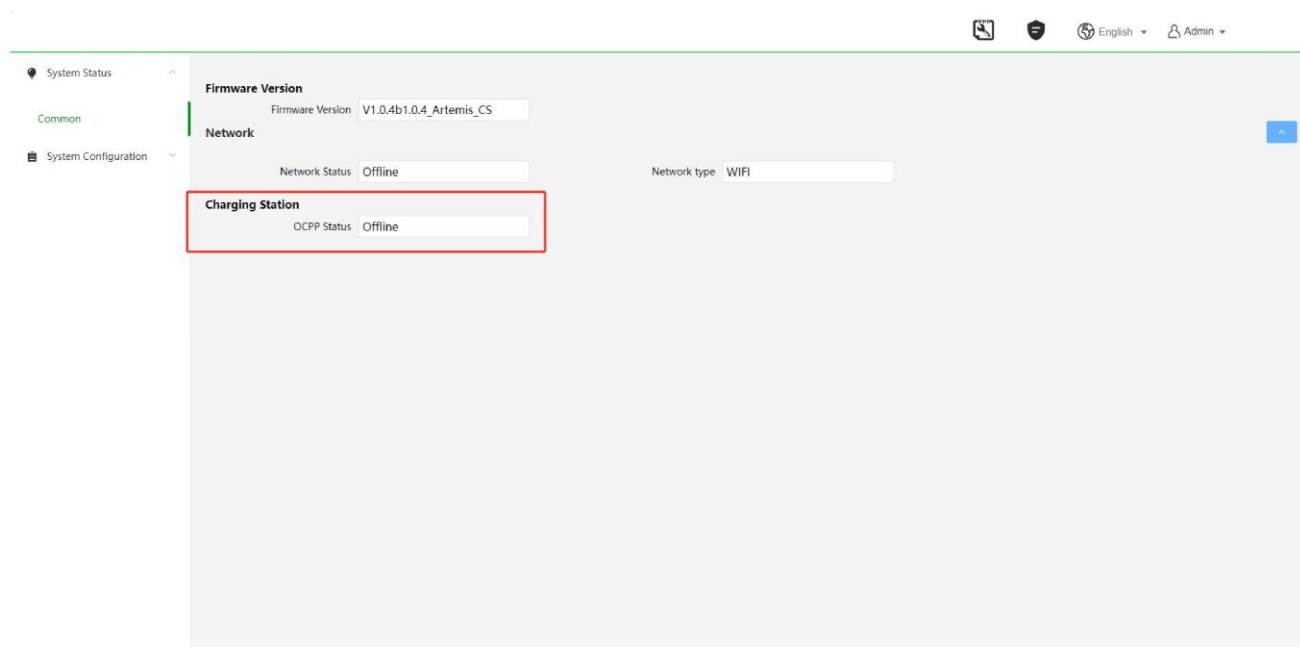 English Admin
System Status
Common
System Configuration
Firmware Version
Firmware Version V1.0.4b1.0.4_Artemis_CS
Network
Network Status Offline Network type WIFI
Charging Station
OCPP Status Offline